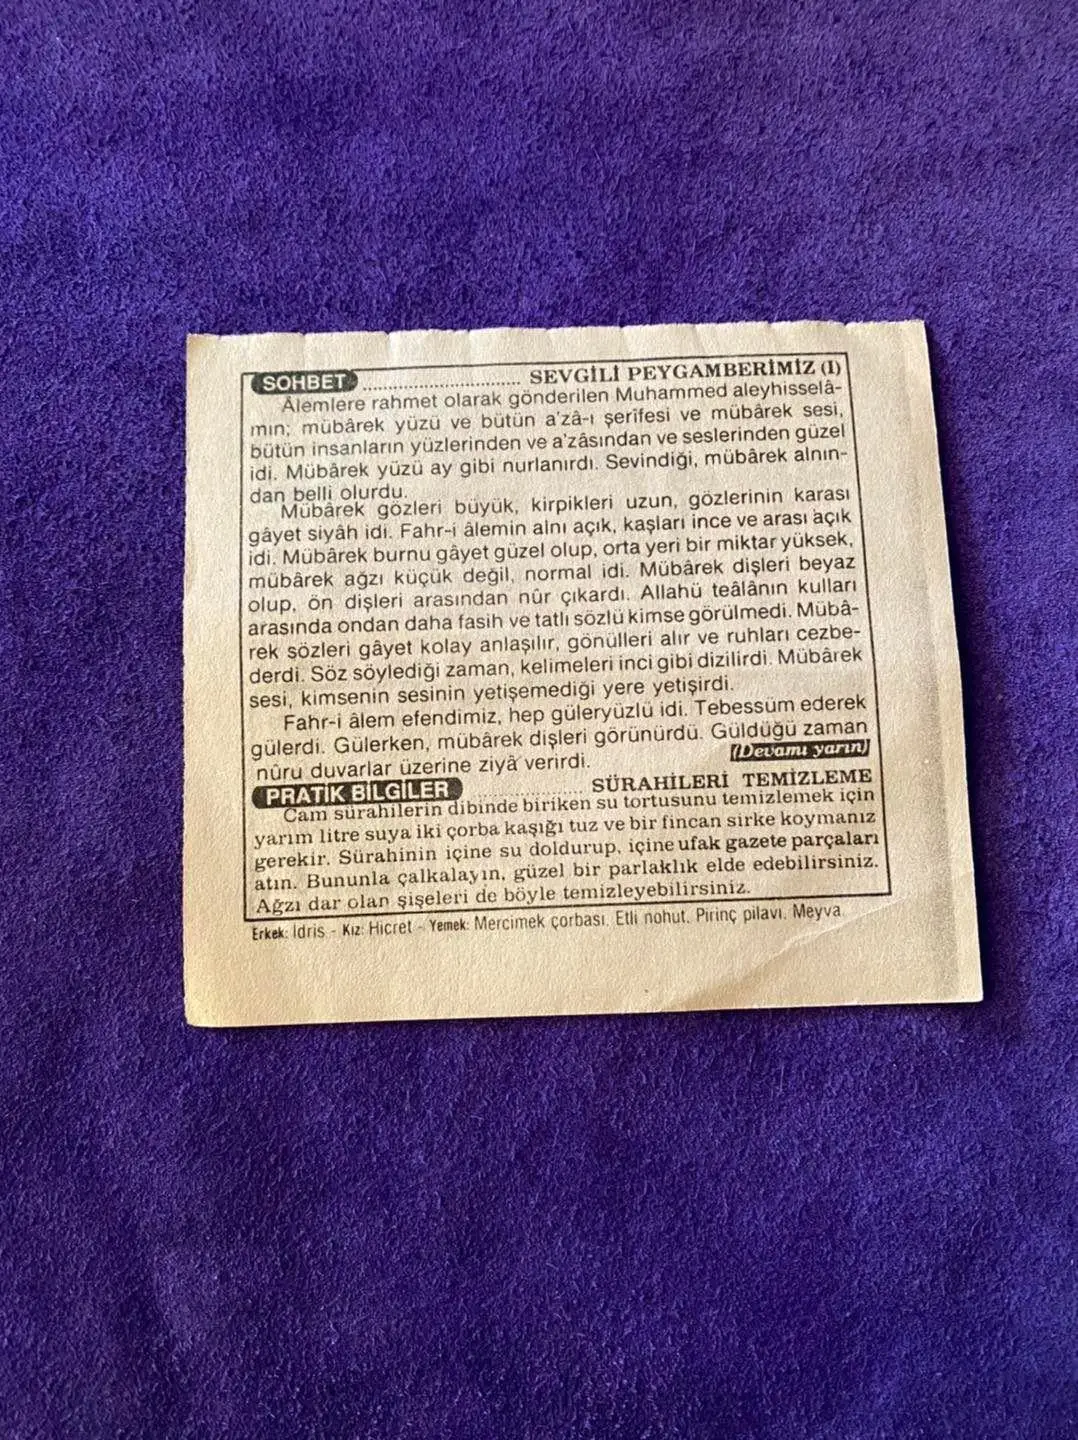 SOHBET ............................... SEVGİLİ PEYGAMBERİMİZ (I)
Âlemlere rahmet olarak gönderilen Muhammed aleyhisselâ-
mın; mübârek yüzü ve bütün a'zâ-ı şerîfesi ve mübârek sesi,
bütün insanların yüzlerinden ve a'zâsından ve seslerinden güzel
idi. Mübârek yüzü ay gibi nurlanırdı. Sevindiği, mübârek alnın-
dan belli olurdu.
Mübârek gözleri büyük, kirpikleri uzun, gözlerinin karası
gâyet siyâh idi. Fahr-i âlemin alnı açık, kaşları ince ve arası açık
idi. Mübârek burnu gâyet güzel olup, orta yeri bir miktar yüksek,
mübârek ağzı küçük değil, normal idi. Mübârek dişleri beyaz
olup, ön dişleri arasından nûr çıkardı. Allahü teâlânın kulları
arasında ondan daha fasih ve tatlı sözlü kimse görülmedi. Mübâ-
rek sözleri gâyet kolay anlaşılır, gönülleri alır ve ruhları cezbe-
derdi. Söz söylediği zaman, kelimeleri inci gibi dizilirdi. Mübârek
sesi, kimsenin sesinin yetişemediği yere yetişirdi.
Fahr-i âlem efendimiz, hep güleryüzlü idi. Tebessüm ederek
gülerdi. Gülerken, mübârek dişleri görünürdü. Güldüğü zaman
nûru duvarlar üzerine ziyâ verirdi. (Devamı yarın)
PRATİK BİLGİLER ...................... SÜRAHİLERİ TEMİZLEME
Cam sürahilerin dibinde biriken su tortusunu temizlemek için
yarım litre suya iki çorba kaşığı tuz ve bir fincan sirke koymanız
gerekir. Sürahinin içine su doldurup, içine ufak gazete parçaları
atın. Bununla çalkalayın, güzel bir parlaklık elde edebilirsiniz.
Ağzı dar olan şişeleri de böyle temizleyebilirsiniz.
Erkek: İdris - Kız: Hicret - Yemek: Mercimek çorbası. Etli nohut. Pirinç pilavı. Meyva.